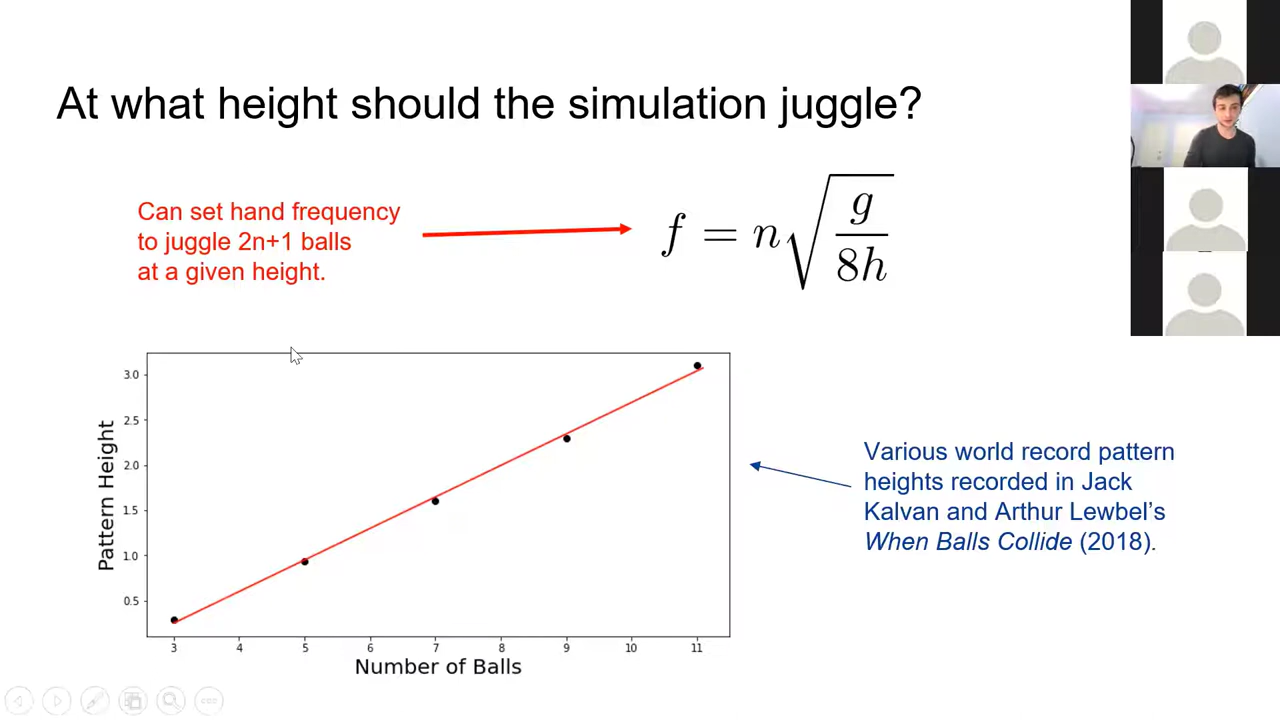 At what height should the simulation juggle?
Can set hand frequency
to juggle 2n+1 balls
at a given height.
f = n√(g/8h)
3.0
2.5
2.0
1.5
1.0
0.5
Pattern Height
3 4 5 6 7 8 9 10 11
Number of Balls
Various world record pattern
heights recorded in Jack
Kalvan and Arthur Lewbel’s
When Balls Collide (2018).